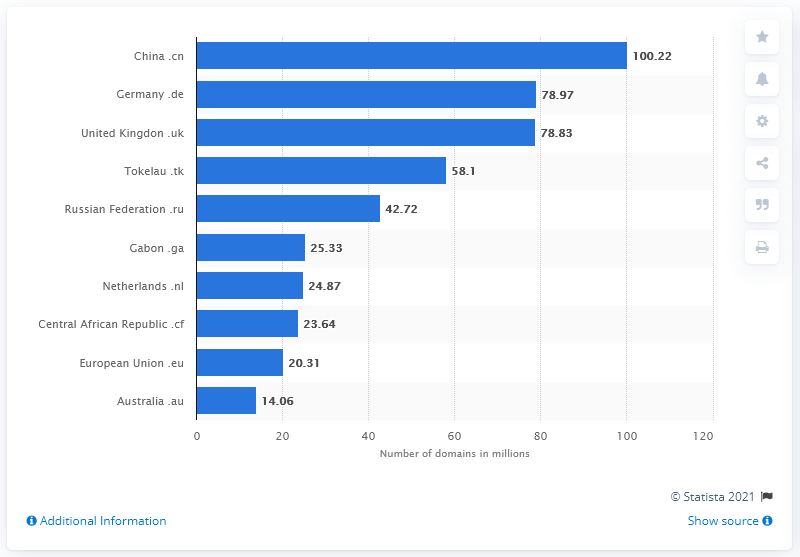 China .cn 100.22
Germany .de 78.97
United Kingdon .uk 78.83
Tokelau .tk 58.1
Russian Federation .ru 42.72
Gabon .ga 25.33
Netherlands .nl 24.87
Central African Republic .cf 23.64
European Union .eu 20.31
Australia .au 14.06
0 20 40 60 80 100 120
Number of domains in millions
© Statista 2021
Additional Information Show source